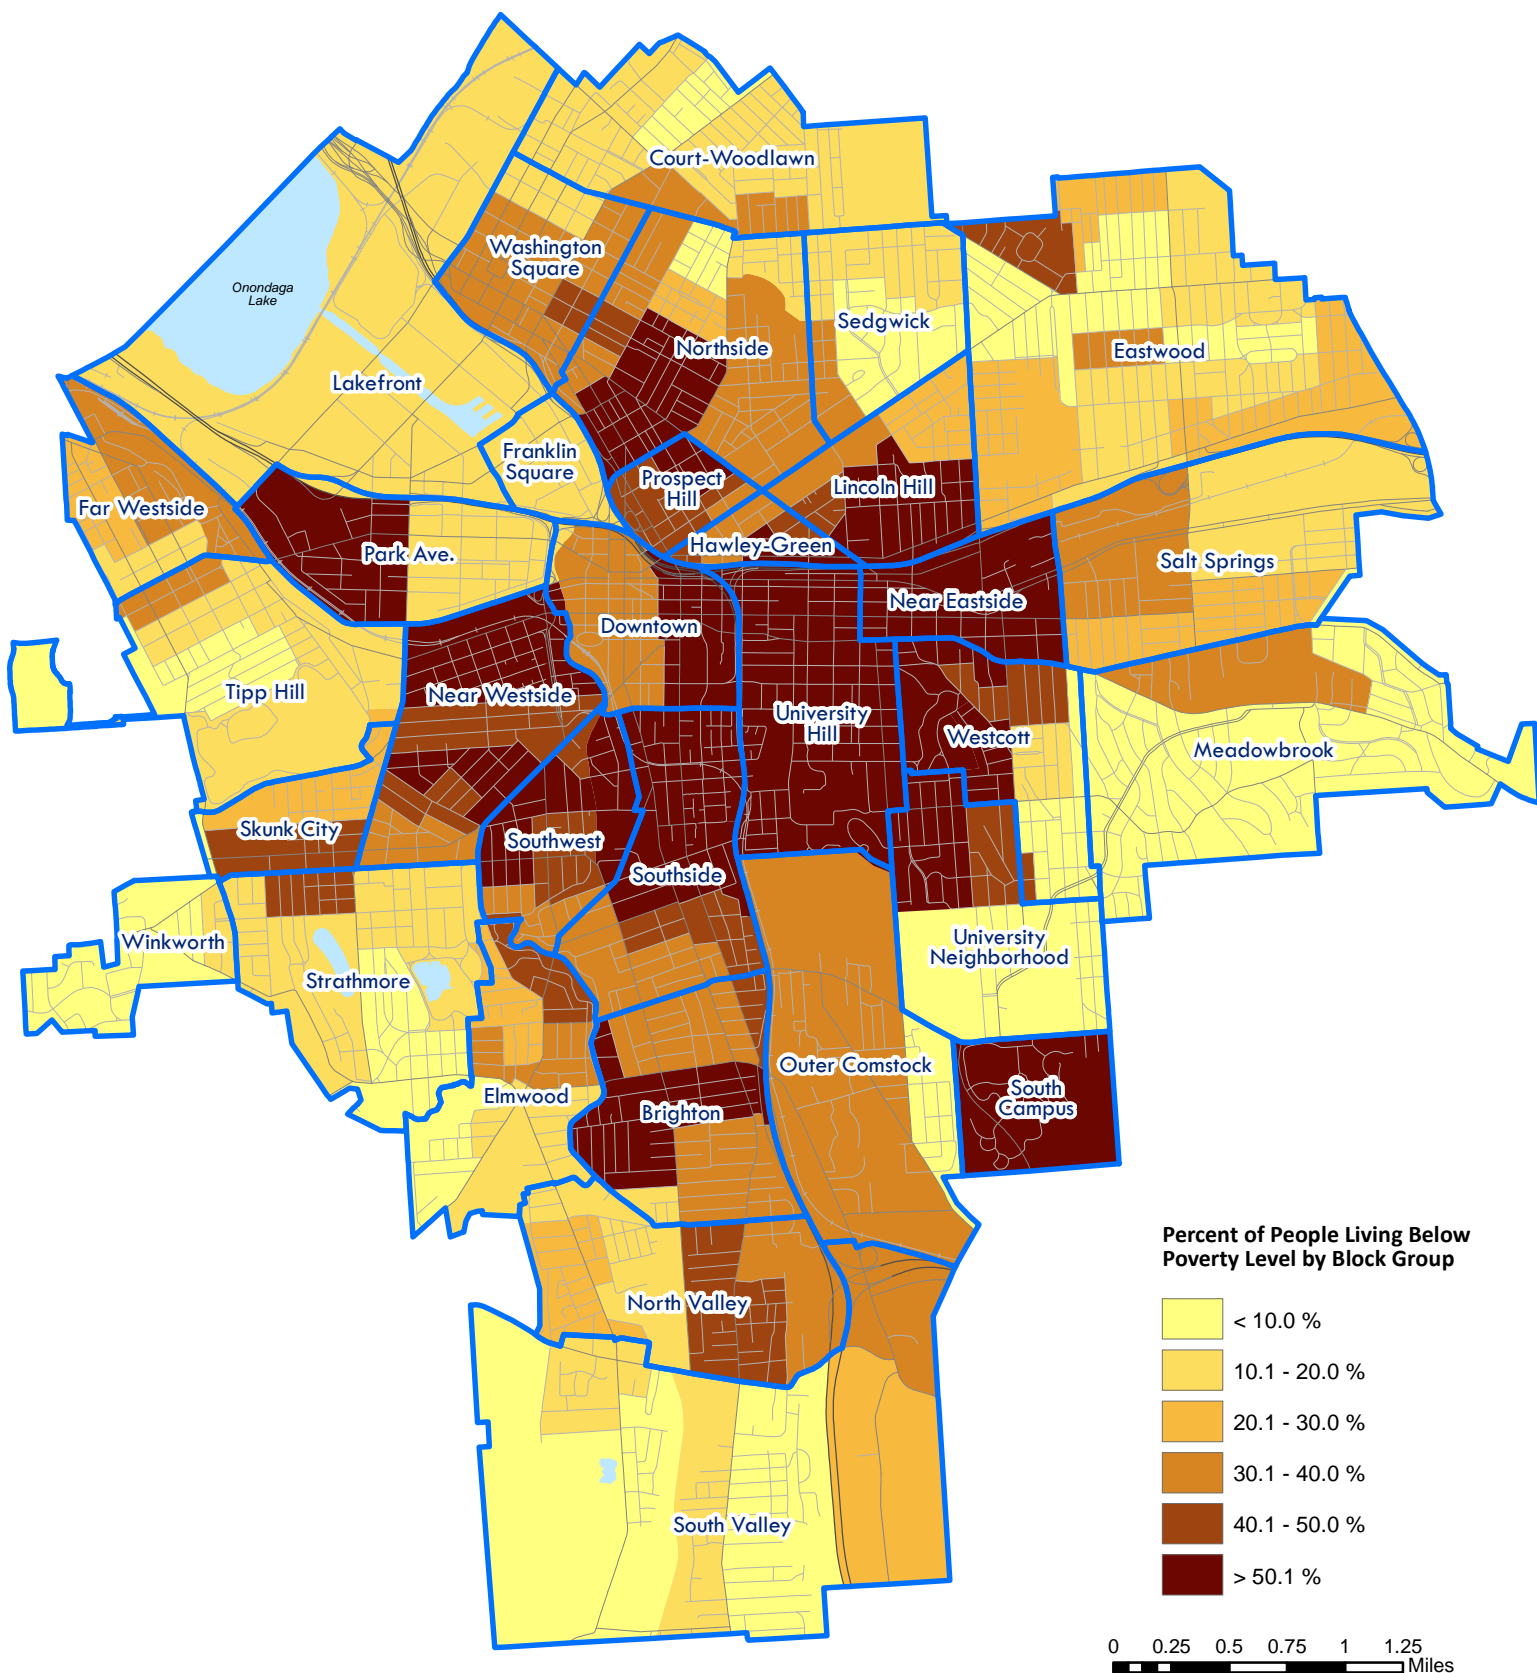 Court-Woodlawn
Washington
Square
Onondaga
Lake
Sedgwick
Northside
Eastwood
Lakefront
Franklin
Square
Prospect
Hill
Lincoln Hill
Far Westside
Hawley-Green
Park Ave.
Salt Springs
Near Eastside
Downtown
Tipp Hill
Near Westside
University
Hill
Westcott
Meadowbrook
Skunk City
Southwest
Southside
Winkworth
University
Neighborhood
Strathmore
Outer Comstock
Elmwood
South
Campus
Brighton
North Valley
South Valley
Percent of People Living Below
Poverty Level by Block Group
< 10.0 %
10.1 - 20.0 %
20.1 - 30.0 %
30.1 - 40.0 %
40.1 - 50.0 %
> 50.1 %
0 0.25 0.5 0.75 1 1.25
Miles